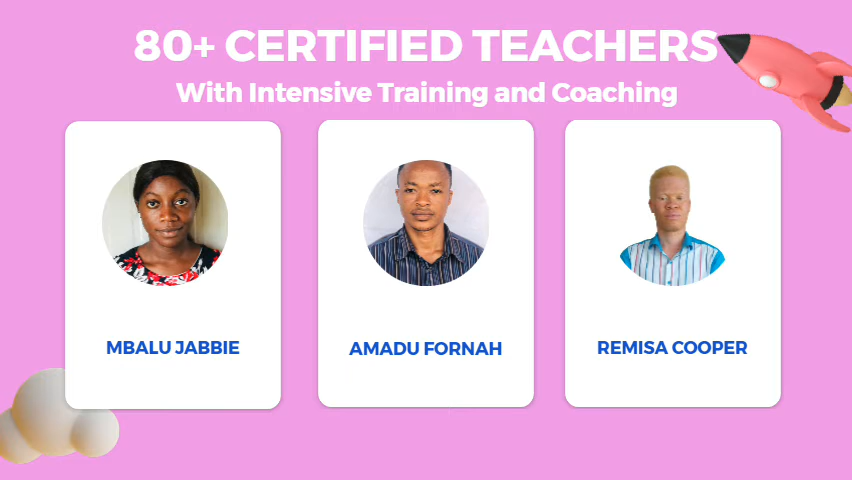 80+ CERTIFIED TEACHERS
With Intensive Training and Coaching
MBALU JABBIE
AMADU FORNAH
REMISA COOPER